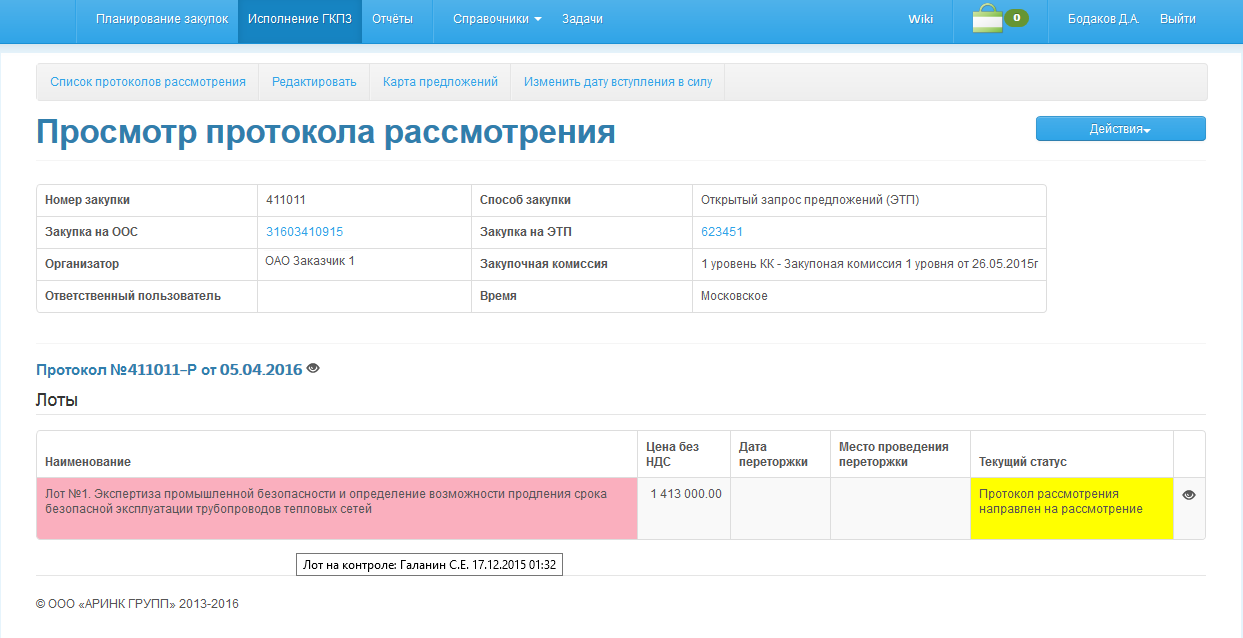 Планирование закупок Исполнение ГКПЗ Отчёты Справочники Задачи Wiki 0 Бодаков Д.А. Выйти
Список протоколов рассмотрения Редактировать Карта предложений Изменить дату вступления в силу
Просмотр протокола рассмотрения
Действия
Номер закупки 411011 Способ закупки Открытый запрос предложений (ЭТП)
Закупка на ООС 31603410915 Закупка на ЭТП 623451
Организатор ОАО Заказчик 1 Закупочная комиссия 1 уровень КК - Закупоная комиссия 1 уровня от 26.05.2015г
Ответственный пользователь Время Московское
Протокол №411011-Р от 05.04.2016
Лоты
Наименование
Цена без
НДС
Дата
переторжки
Место проведения
переторжки
Текущий статус
Лот №1. Экспертиза промышленной безопасности и определение возможности продления срока
безопасной эксплуатации трубопроводов тепловых сетей
1 413 000.00
Протокол рассмотрения
направлен на рассмотрение
Лот на контроле: Галанин С.Е. 17.12.2015 01:32
© ООО «АРИНК ГРУПП» 2013-2016